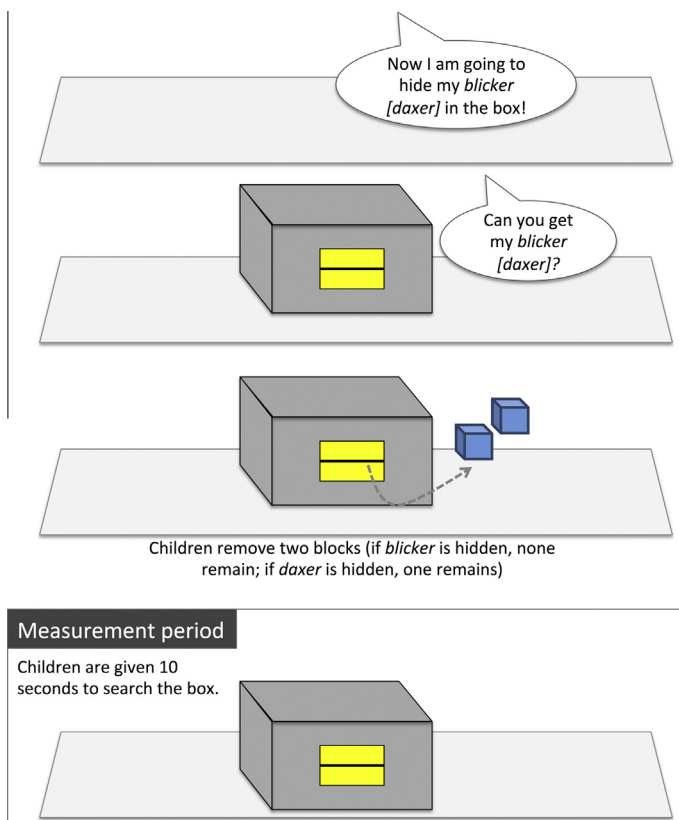 Now I am going to
hide my blicker
[daxer] in the box!
Can you get
my blicker
[daxer]?
Children remove two blocks (if blicker is hidden, none
remain; if daxer is hidden, one remains)
Measurement period
Children are given 10
seconds to search the box.